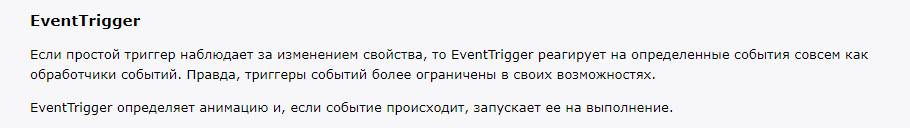 EventTrigger
Если простой триггер наблюдает за изменением свойства, то EventTrigger реагирует на определенные события совсем как
обработчики событий. Правда, триггеры событий более ограничены в своих возможностях.
EventTrigger определяет анимацию и, если событие происходит, запускает ее на выполнение.